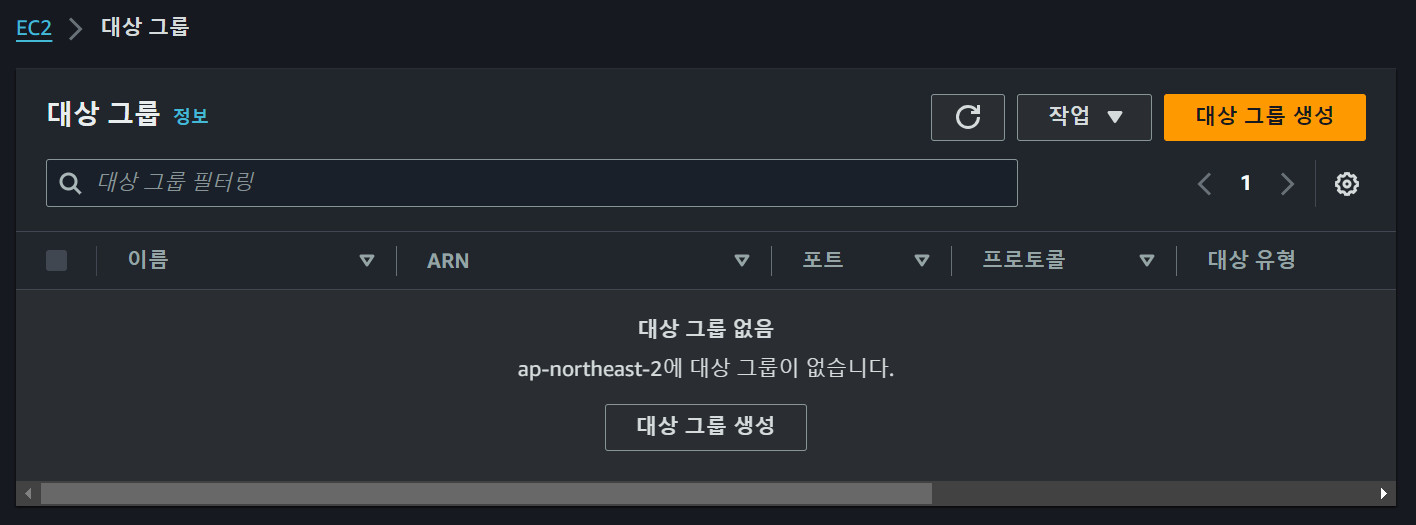 EC2 대상 그룹
대상 그룹 정보
작업 대상 그룹 생성
대상 그룹 필터링
1
이름 ARN 포트 프로토콜 대상 유형
대상 그룹 없음
ap-northeast-2에 대상 그룹이 없습니다.
대상 그룹 생성